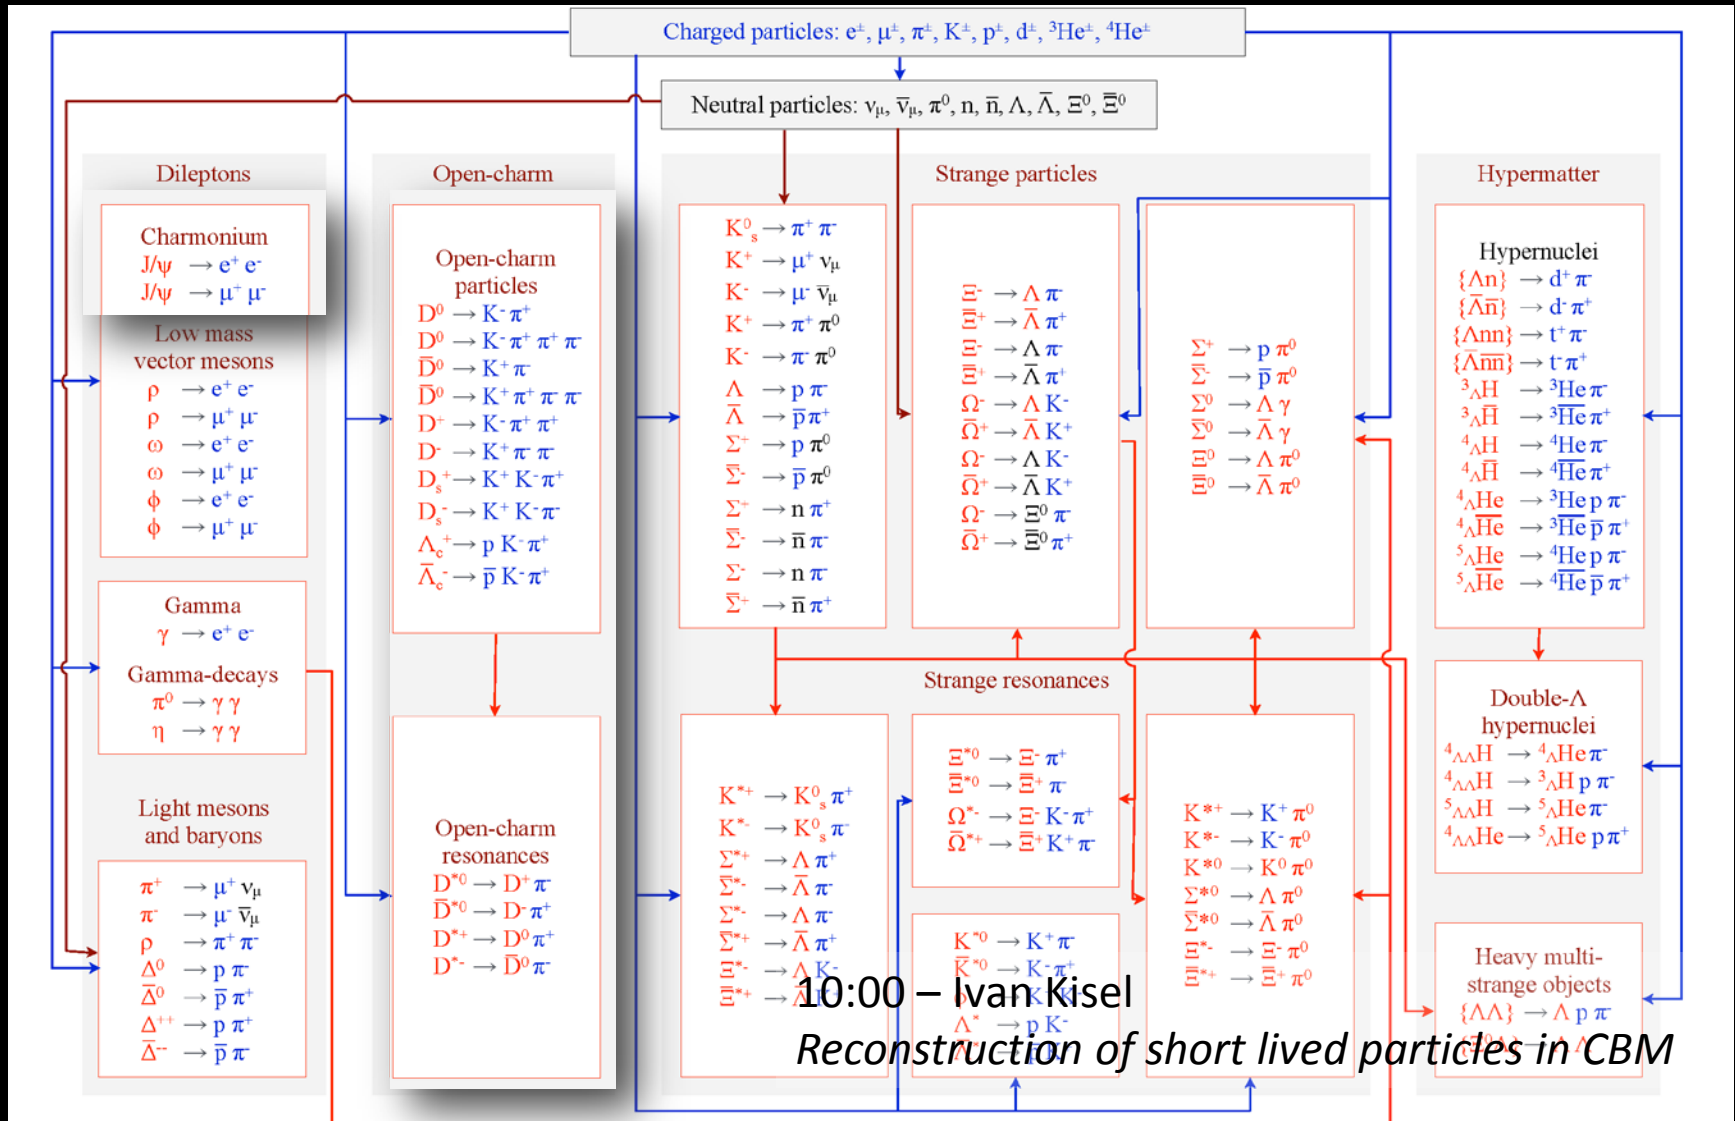 Charged particles: e±, μ±, π±, K±, p±, d±, ³He±, ⁴He±
Neutral particles: νμ, ν̅μ, π⁰, n, n̅, Λ, Λ̅, Ξ⁰, Ξ̅⁰
Dileptons
Charmonium
J/ψ → e⁺ e⁻
J/ψ → μ⁺ μ⁻
Low mass
vector mesons
ρ → e⁺ e⁻
ρ → μ⁺ μ⁻
ω → e⁺ e⁻
ω → μ⁺ μ⁻
ϕ → e⁺ e⁻
ϕ → μ⁺ μ⁻
Gamma
γ → e⁺ e⁻
Gamma-decays
π⁰ → γ γ
η → γ γ
Light mesons
and baryons
π⁺ → μ⁺ νμ
π⁻ → μ⁻ ν̅μ
ρ → π⁺ π⁻
Δ⁰ → p π⁻
Δ̅⁰ → p̅ π⁺
Δ⁺⁺ → p π⁺
Δ̅⁻⁻ → p̅ π⁻
Open-charm
Open-charm
particles
D⁰ → K⁻ π⁺
D⁰ → K⁻ π⁺ π⁺ π⁻
D̅⁰ → K⁺ π⁻
D̅⁰ → K⁺ π⁺ π⁻ π⁻
D⁺ → K⁻ π⁺ π⁺
D⁻ → K⁺ π⁻ π⁻
Ds⁺ → K⁺ K⁻ π⁺
Ds⁻ → K⁺ K⁻ π⁻
Λc⁺ → p K⁻ π⁺
Λ̅c⁻ → p̅ K⁻ π⁺
Open-charm
resonances
D*⁰ → D⁺ π⁻
D̅*⁰ → D⁻ π⁺
D*⁺ → D⁰ π⁺
D*⁻ → D̅⁰ π⁻
Strange particles
K⁰s → π⁺ π⁻
K⁺ → μ⁺ νμ
K⁻ → μ⁻ ν̅μ
K⁺ → π⁺ π⁰
K⁻ → π⁻ π⁰
Λ → p π⁻
Λ̅ → p̅ π⁺
Σ⁺ → p π⁰
Σ̅⁻ → p̅ π⁰
Σ⁺ → n π⁺
Σ̅⁻ → n̅ π⁻
Σ⁻ → n π⁻
Σ̅⁺ → n̅ π⁺
Ξ⁻ → Λ π⁻
Ξ̅⁺ → Λ̅ π⁺
Ξ⁻ → Λ π⁻
Ξ̅⁺ → Λ̅ π⁺
Ω⁻ → Λ K⁻
Ω̅⁺ → Λ̅ K⁺
Ω⁻ → Λ K⁻
Ω̅⁺ → Λ̅ K⁺
Ω⁻ → Ξ⁰ π⁻
Ω̅⁺ → Ξ̅⁰ π⁺
Σ⁺ → p π⁰
Σ̅⁻ → p̅ π⁰
Σ⁰ → Λ γ
Σ̅⁰ → Λ̅ γ
Ξ⁰ → Λ π⁰
Ξ̅⁰ → Λ̅ π⁰
Strange resonances
K*⁺ → K⁰s π⁺
K*⁻ → K⁰s π⁻
Σ*⁺ → Λ π⁺
Σ̅*⁻ → Λ̅ π⁻
Σ*⁻ → Λ π⁻
Σ̅*⁺ → Λ̅ π⁺
Ξ*⁻ → Λ K⁻
Ξ̅*⁺ → Λ̅
Ξ*⁰ → Ξ⁻ π⁺
Ξ̅*⁰ → Ξ̅⁺ π⁻
Ω*⁻ → Ξ⁻ K⁻ π⁺
Ω̅*⁺ → Ξ̅⁺ K⁺ π⁻
K*⁰ → K⁺ π⁻
K̅*⁰ → K⁻ π⁺
Λ* → p K⁻
K*⁺ → K⁺ π⁰
K*⁻ → K⁻ π⁰
K*⁰ → K⁰ π⁰
Σ*⁰ → Λ π⁰
Σ̅*⁰ → Λ̅ π⁰
Ξ*⁻ → Ξ⁻ π⁰
Ξ̅*⁺ → Ξ̅⁺ π⁰
Hypermatter
Hypernuclei
{Λn} → d⁺ π⁻
{Λ̅n̅} → d⁻ π⁺
{Λnn} → t⁺ π⁻
{Λ̅n̅n̅} → t⁻ π⁺
³ΛH → ³He π⁻
³ΛH̅ → ³H̅e̅ π⁺
⁴ΛH → ⁴He π⁻
⁴ΛH̅ → ⁴H̅e̅ π⁺
⁴ΛHe → ³He p π⁻
⁴ΛH̅e̅ → ³H̅e̅ p̅ π⁺
⁵ΛHe → ⁴He p π⁻
⁵ΛH̅e̅ → ⁴H̅e̅ p̅ π⁺
Double-Λ
hypernuclei
⁴ΛΛH → ⁴ΛHe π⁻
⁴ΛΛH → ³ΛH p π⁻
⁵ΛΛH → ⁵ΛHe π⁻
⁴ΛΛHe → ⁵ΛHe p π⁺
Heavy multi-
strange objects
{ΛΛ} → Λ p π⁻
10:00 – Ivan Kisel
Reconstruction of short lived particles in CBM